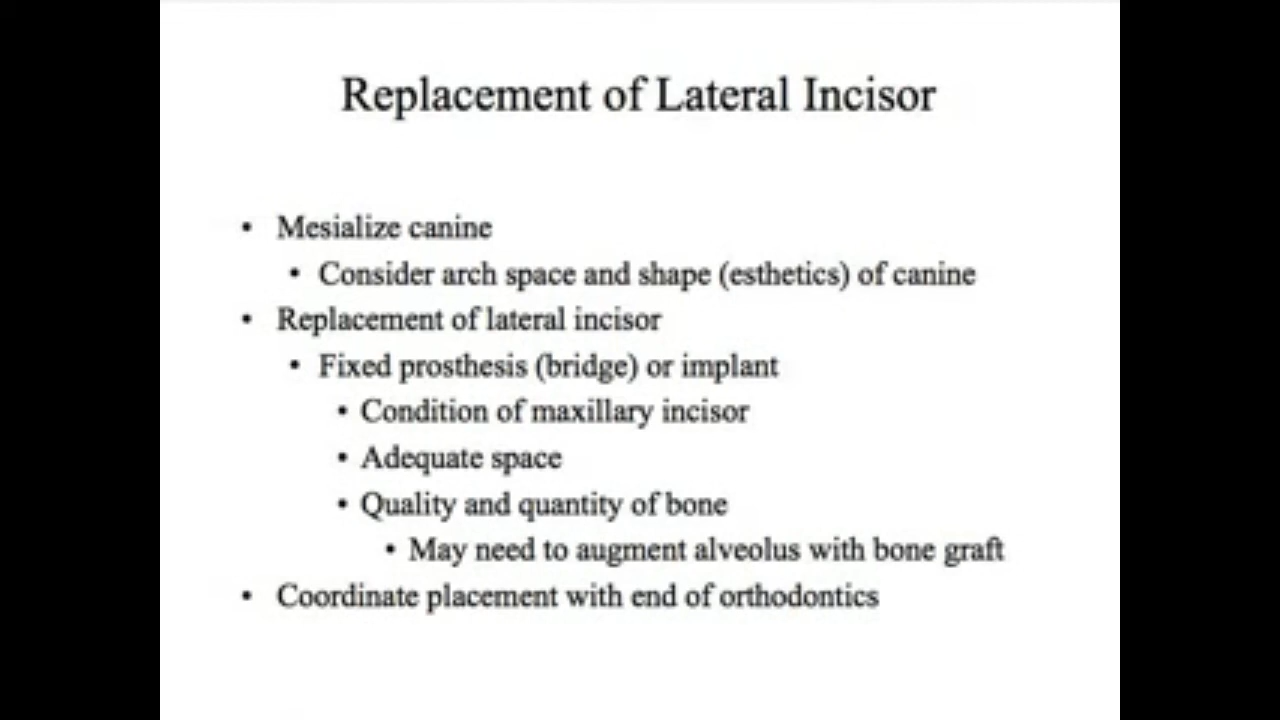 Replacement of Lateral Incisor
• Mesialize canine
• Consider arch space and shape (esthetics) of canine
• Replacement of lateral incisor
• Fixed prosthesis (bridge) or implant
• Condition of maxillary incisor
• Adequate space
• Quality and quantity of bone
• May need to augment alveolus with bone graft
• Coordinate placement with end of orthodontics